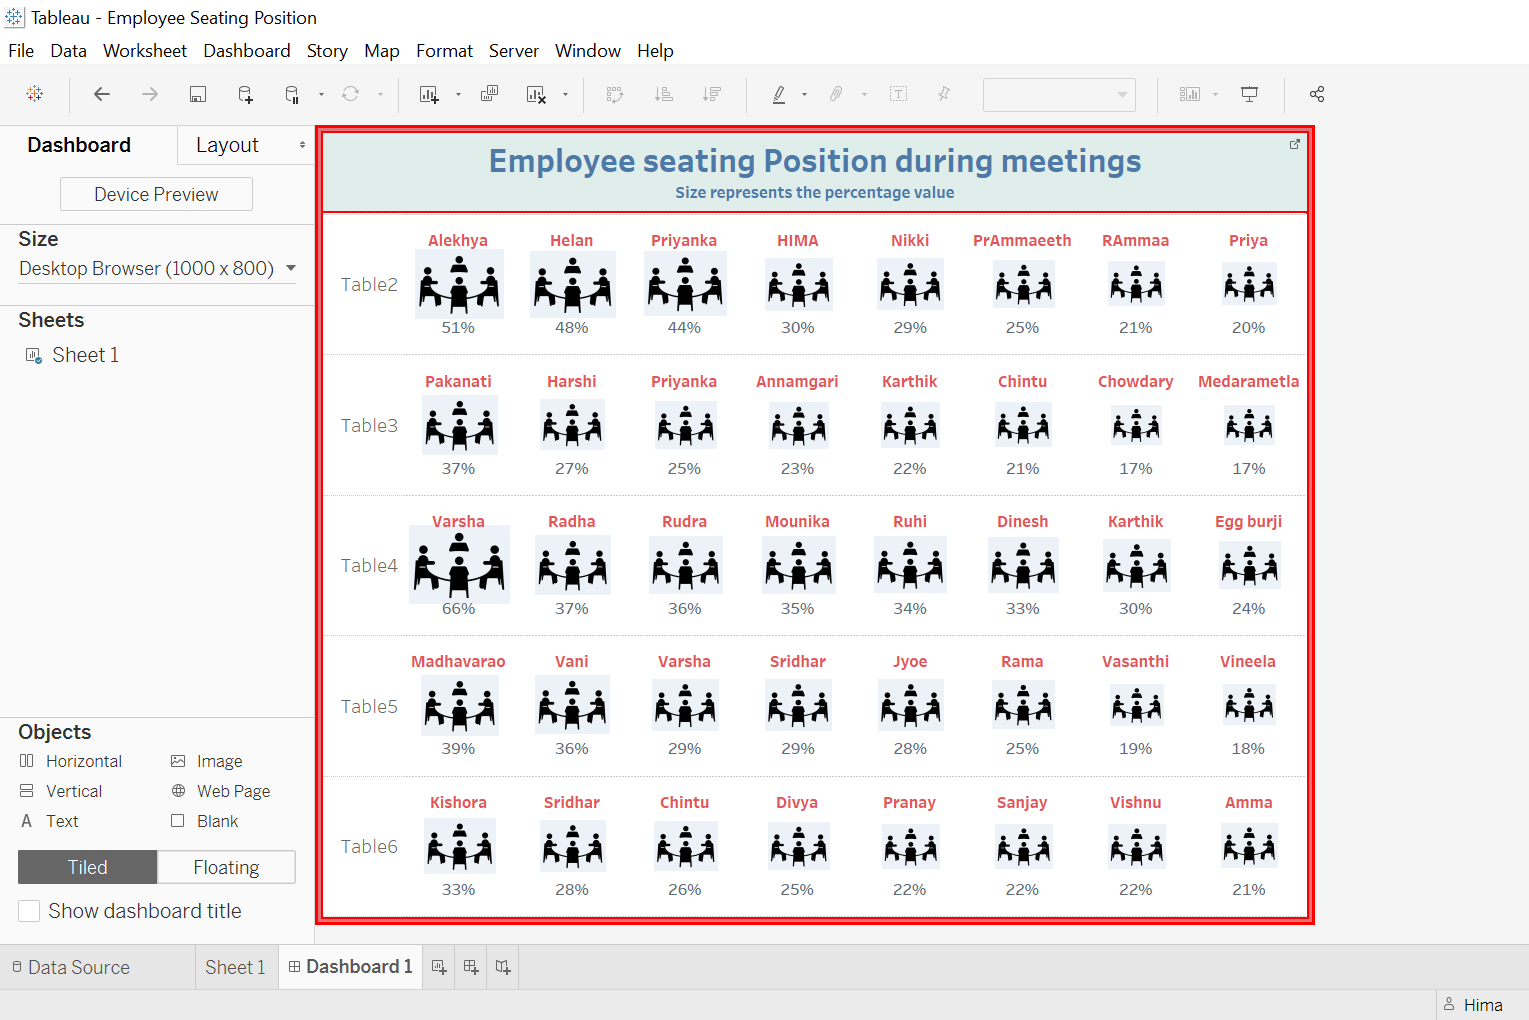 Tableau - Employee Seating Position
File Data Worksheet Dashboard Story Map Format Server Window Help
Dashboard Layout
Device Preview
Size
Desktop Browser (1000 x 800)
Sheets
Sheet 1
Employee seating Position during meetings
Size represents the percentage value
Alekhya Helan Priyanka HIMA Nikki PrAmmaeeth RAmmaa Priya
Table2
51% 48% 44% 30% 29% 25% 21% 20%
Pakanati Harshi Priyanka Annamgari Karthik Chintu Chowdary Medarametla
Table3
37% 27% 25% 23% 22% 21% 17% 17%
Varsha Radha Rudra Mounika Ruhi Dinesh Karthik Egg burji
Table4
66% 37% 36% 35% 34% 33% 30% 24%
Madhavarao Vani Varsha Sridhar Jyoe Rama Vasanthi Vineela
Table5
39% 36% 29% 29% 28% 25% 19% 18%
Kishora Sridhar Chintu Divya Pranay Sanjay Vishnu Amma
Table6
33% 28% 26% 25% 22% 22% 22% 21%
Objects
Horizontal Image
Vertical Web Page
A Text Blank
Tiled Floating
Show dashboard title
Data Source Sheet 1 Dashboard 1
Hima